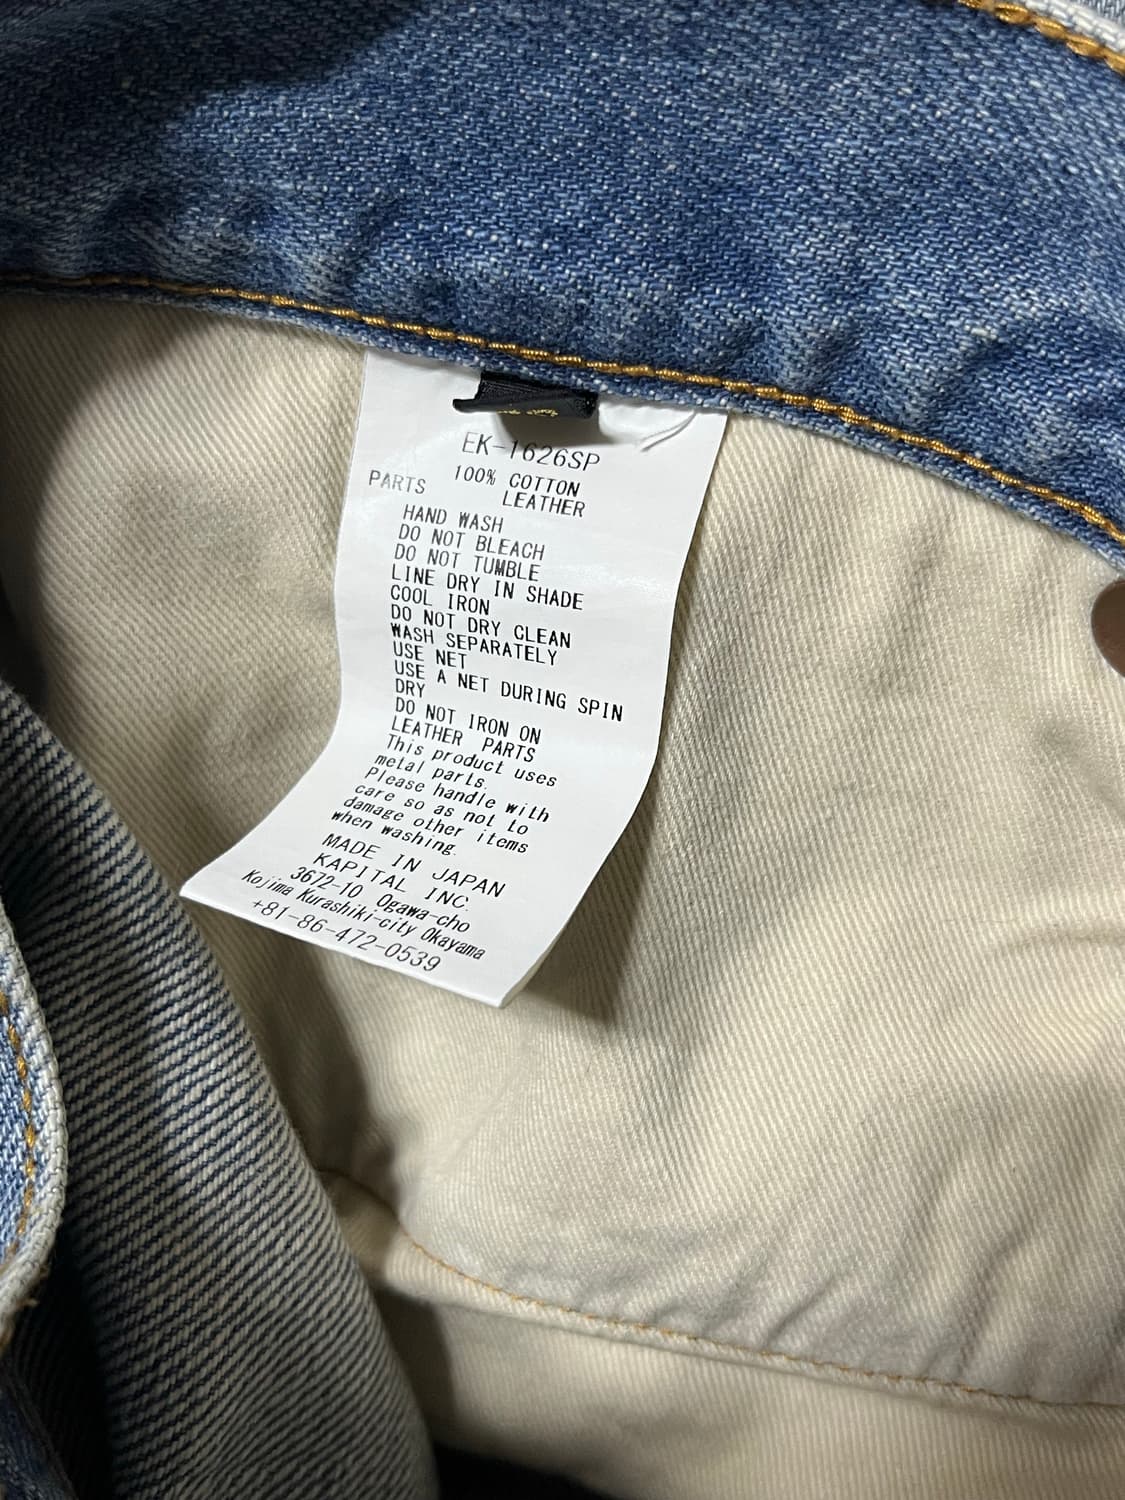 EK-1626SP
100% COTTON
PARTS LEATHER
HAND WASH
DO NOT BLEACH
DO NOT TUMBLE
LINE DRY IN SHADE
COOL IRON
DO NOT DRY CLEAN
WASH SEPARATELY
USE NET
USE A NET DURING SPIN
DRY
DO NOT IRON ON
LEATHER PARTS
This product uses
metal parts.
Please handle with
care so as not to
damage other items
when washing.
MADE IN JAPAN
KAPITAL INC.
3672-10 Ogawa-cho
Kojima Kurashiki-city Okayama
+81-86-472-0539